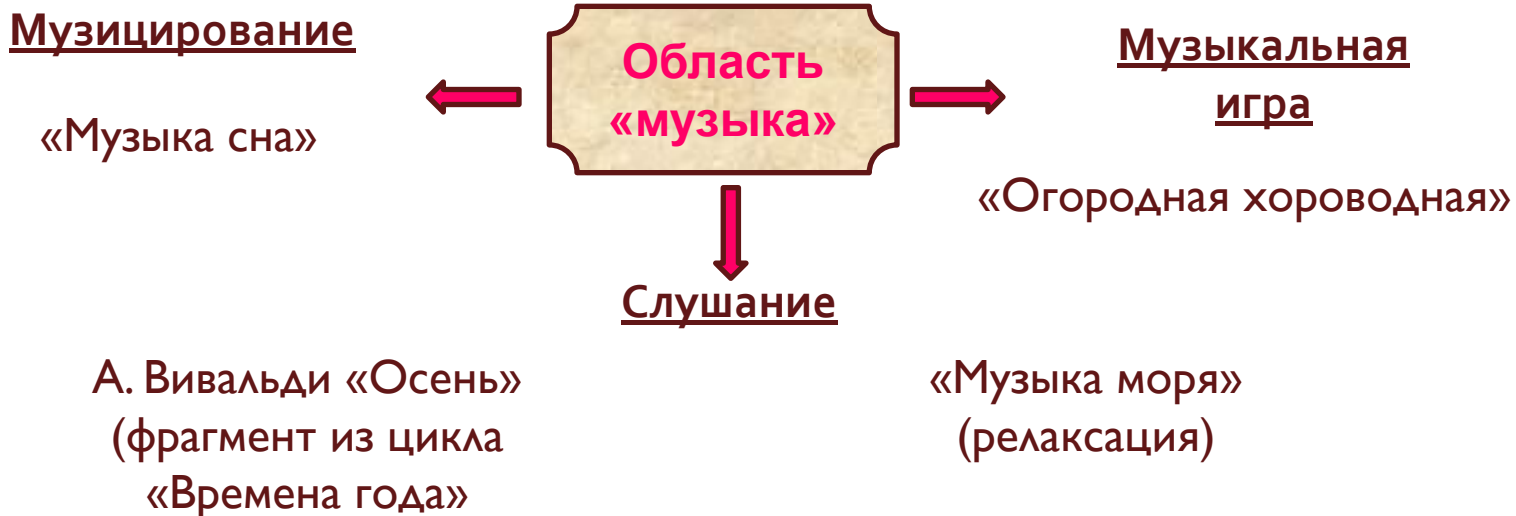 Музицирование
«Музыка сна»
Область
«музыка»
Музыкальная
игра
«Огородная хороводная»
Слушание
А. Вивальди «Осень»
(фрагмент из цикла
«Времена года»
«Музыка моря»
(релаксация)